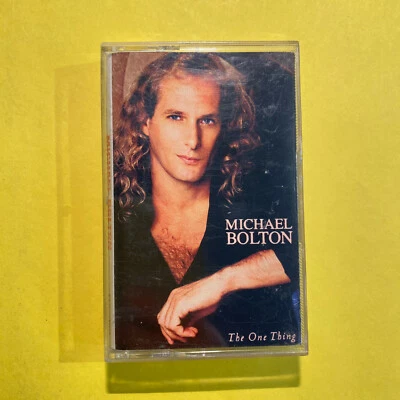 MICHAEL
BOLTON
The One Thing